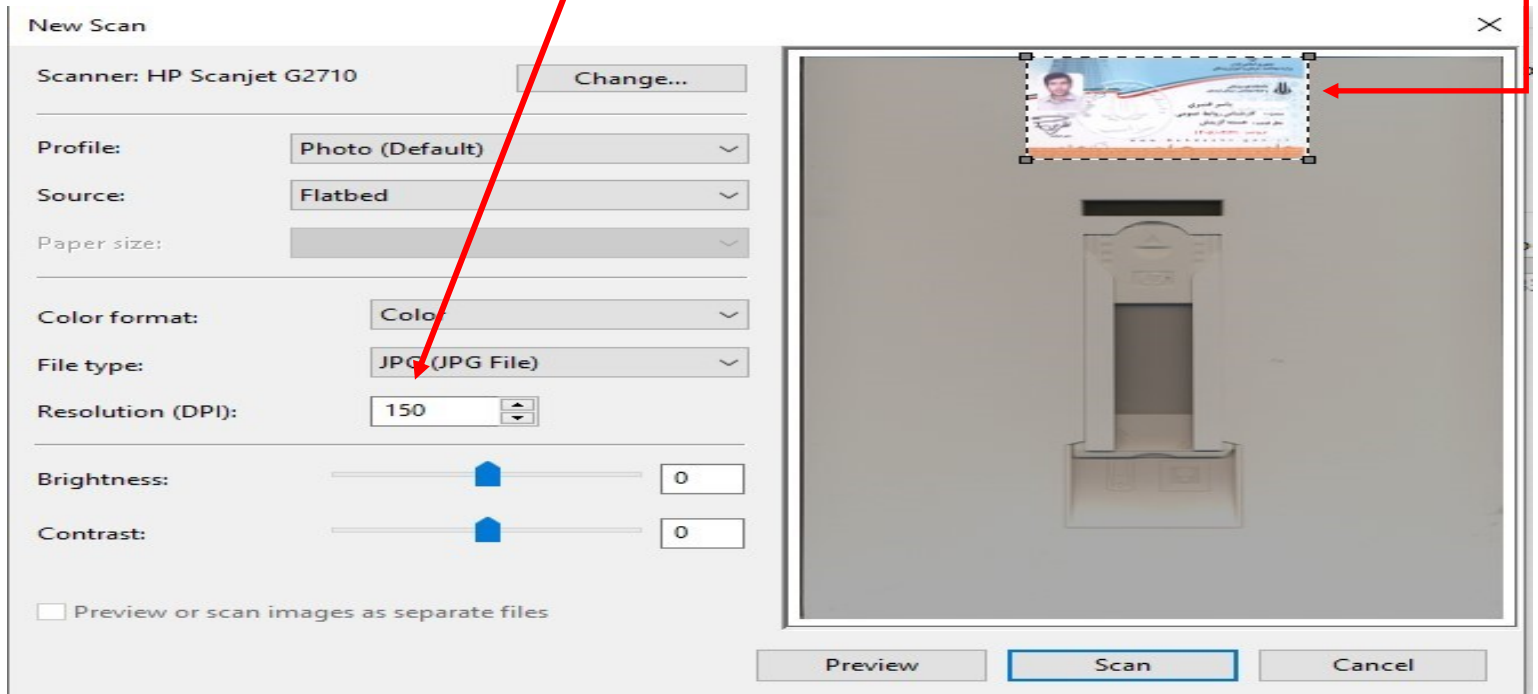 New Scan
Scanner: HP Scanjet G2710
Change...
Profile:
Photo (Default)
Source:
Flatbed
Paper size:
Color format:
Color
File type:
JPG (JPG File)
Resolution (DPI):
150
Brightness:
0
Contrast:
0
Preview or scan images as separate files
Preview
Scan
Cancel